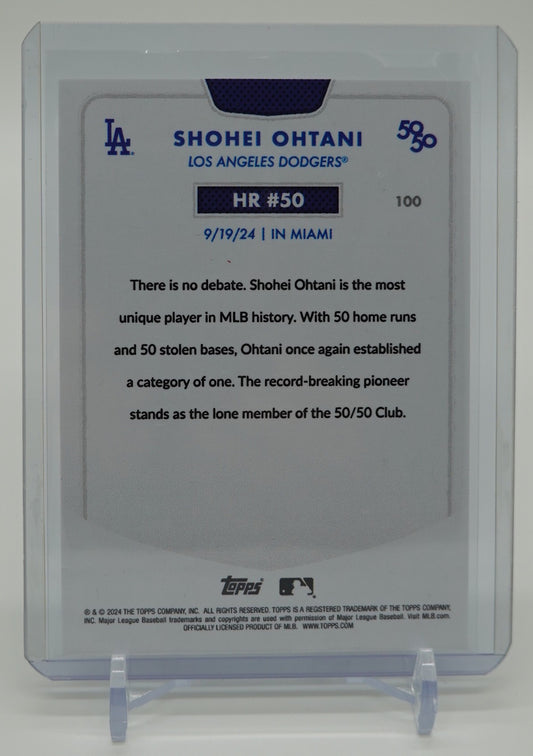 LA
SHOHEI OHTANI
50
50
LOS ANGELES DODGERS®
HR #50
100
9/19/24 | IN MIAMI
There is no debate. Shohei Ohtani is the most
unique player in MLB history. With 50 home runs
and 50 stolen bases, Ohtani once again established
a category of one. The record-breaking pioneer
stands as the lone member of the 50/50 Club.
Topps
® & © 2024 THE TOPPS COMPANY, INC. ALL RIGHTS RESERVED. TOPPS IS A REGISTERED TRADEMARK OF THE TOPPS COMPANY,
INC. Major League Baseball trademarks and copyrights are used with permission of Major League Baseball. Visit MLB.com.
OFFICIALLY LICENSED PRODUCT OF MLB. WWW.TOPPS.COM